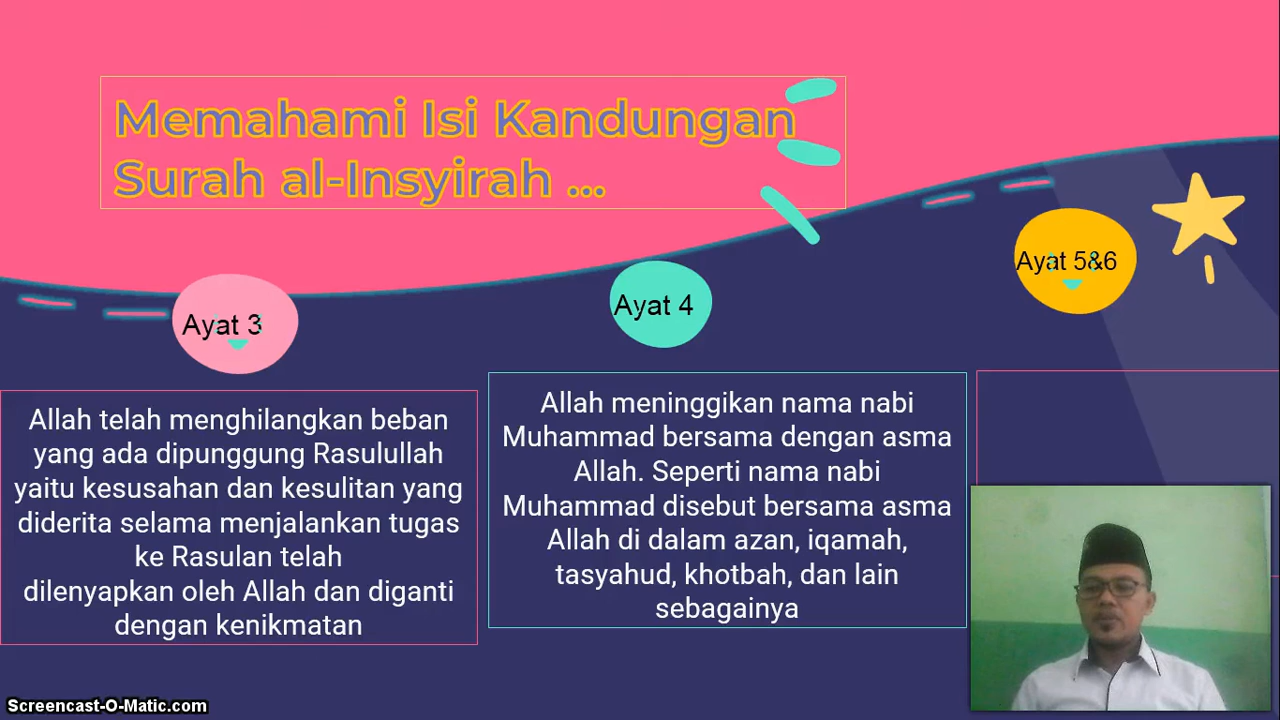 Memahami Isi Kandungan
Surah al-Insyirah ...
Ayat 3
Allah telah menghilangkan beban
yang ada dipunggung Rasulullah
yaitu kesusahan dan kesulitan yang
diderita selama menjalankan tugas
ke Rasulan telah
dilenyapkan oleh Allah dan diganti
dengan kenikmatan
Ayat 4
Allah meninggikan nama nabi
Muhammad bersama dengan asma
Allah. Seperti nama nabi
Muhammad disebut bersama asma
Allah di dalam azan, iqamah,
tasyahud, khotbah, dan lain
sebagainya
Ayat 5&6
Screencast-O-Matic.com